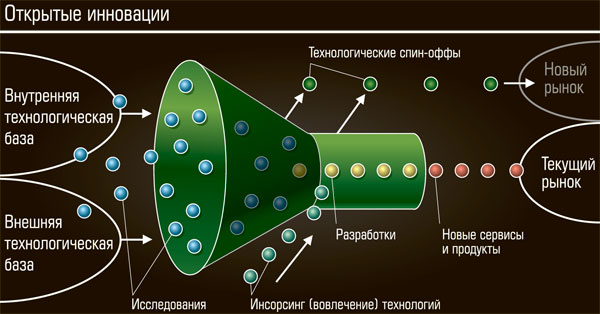 Открытые инновации
Технологические спин-оффы
Новый
рынок
Внутренняя
технологическая
база
Текущий
рынок
Внешняя
технологическая
база
Разработки
Новые сервисы
и продукты
Исследования
Инсорсинг (вовлечение) технологий